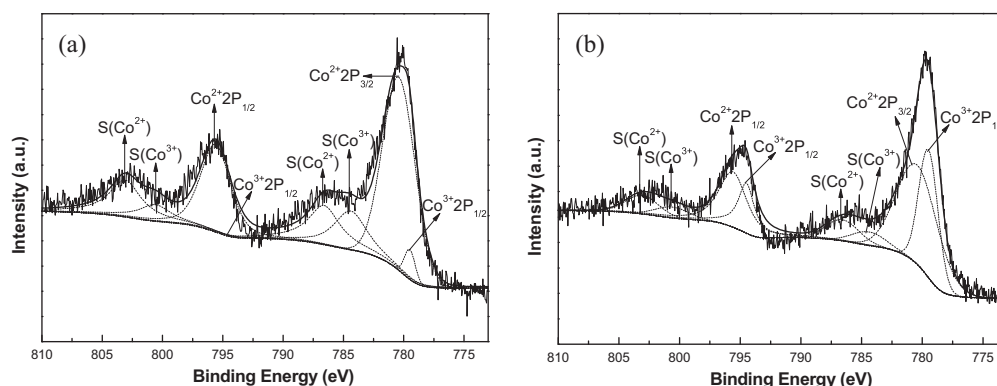 (a)
Co²⁺2P₃/₂
Co²⁺2P₁/₂
S(Co²⁺)
S(Co³⁺)
S(Co³⁺)
S(Co²⁺)
Co³⁺2P₁/₂
Co³⁺2P₁/₂
Intensity (a.u.)
810 805 800 795 790 785 780 775
Binding Energy (eV)
(b)
Co²⁺2P₃/₂
Co²⁺2P₁/₂
Co³⁺2P₁
S(Co²⁺)
S(Co³⁺)
Co³⁺2P₁/₂
S(Co³⁺)
S(Co²⁺)
Intensity (a.u.)
810 805 800 795 790 785 780 775
Binding Energy (eV)